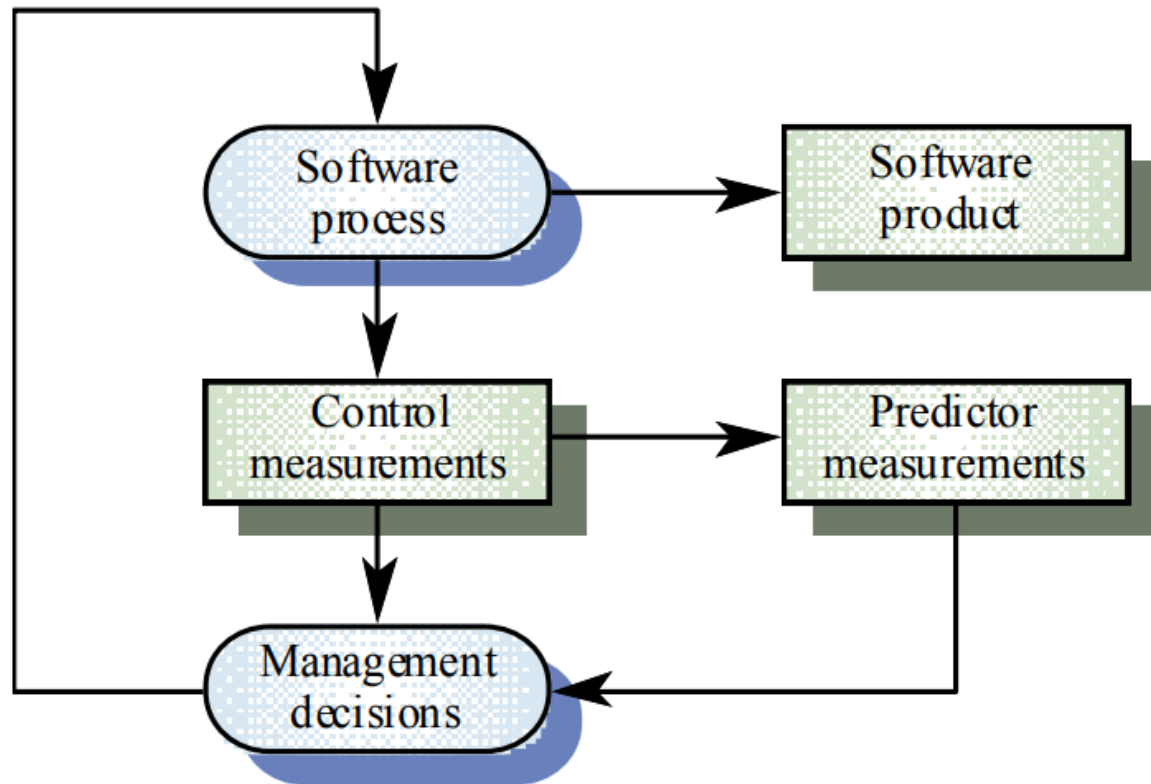 Software
process
Software
product
Control
measurements
Predictor
measurements
Management
decisions